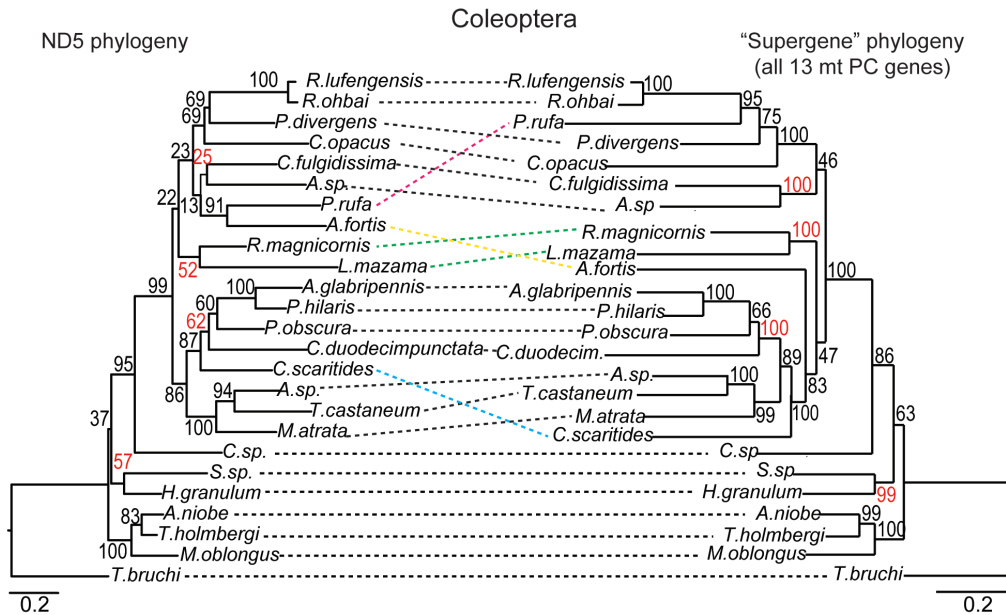 Coleoptera
ND5 phylogeny
“Supergene” phylogeny
(all 13 mt PC genes)
100 R.lufengensis R.lufengensis 100
69 R.ohbai R.ohbai 95
69 P.divergens P.rufa 75
C.opacus P.divergens 100
23 25 C.fulgidissima C.opacus 46
A.sp C.fulgidissima 100
22 13 91 P.rufa A.sp
A.fortis R.magnicornis 100
R.magnicornis L.mazama
52 L.mazama A.fortis 100
99 100 A.glabripennis A.glabripennis 100
60 P.hilaris P.hilaris 66
62 P.obscura P.obscura 100
87 C.duodecimpunctata C.duodecim. 89 47 86
95 C.scaritides A.sp. 100 83
86 94 A.sp. T.castaneum
T.castaneum M.atrata 99 100
37 100 M.atrata C.scaritides 63
C.sp. C.sp
57 S.sp. S.sp
H.granulum H.granulum 99
83 A.niobe A.niobe 99
T.holmbergi T.holmbergi 100
100 M.oblongus M.oblongus
T.bruchi T.bruchi
0.2 0.2